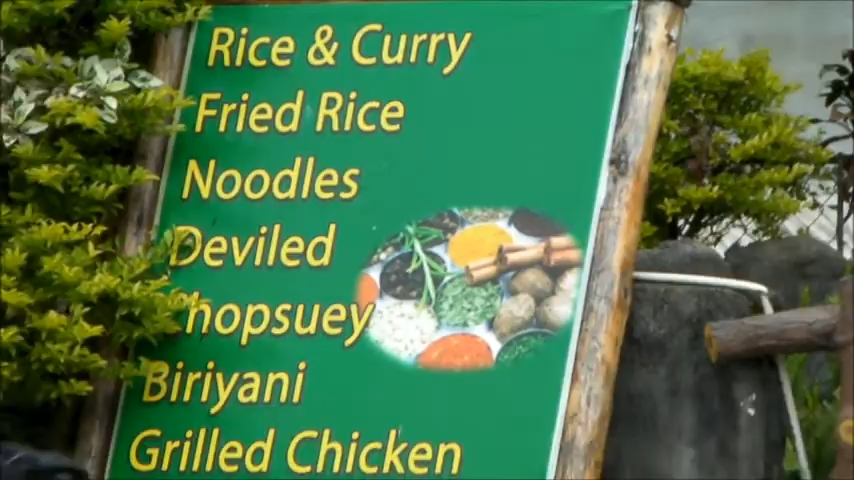 Rice & Curry
Fried Rice
Noodles
Deviled
Chopsuey
Biriyani
Grilled Chicken